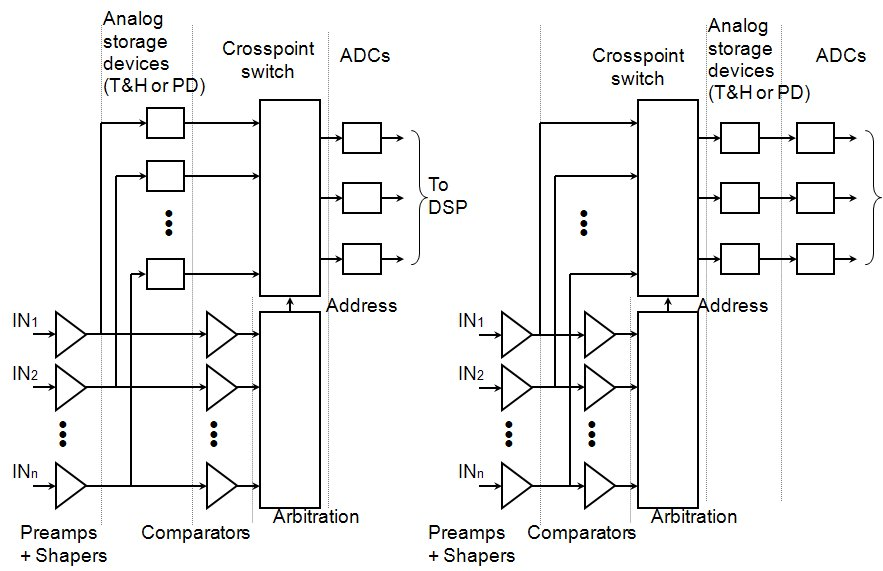 Analog
storage
devices
(T&H or PD)
Crosspoint
switch
ADCs
To
DSP
Address
IN1
IN2
INn
Arbitration
Preamps
+ Shapers
Comparators
Crosspoint
switch
Analog
storage
devices
(T&H or PD)
ADCs
Address
IN1
IN2
INn
Arbitration
Preamps
+ Shapers
Comparators